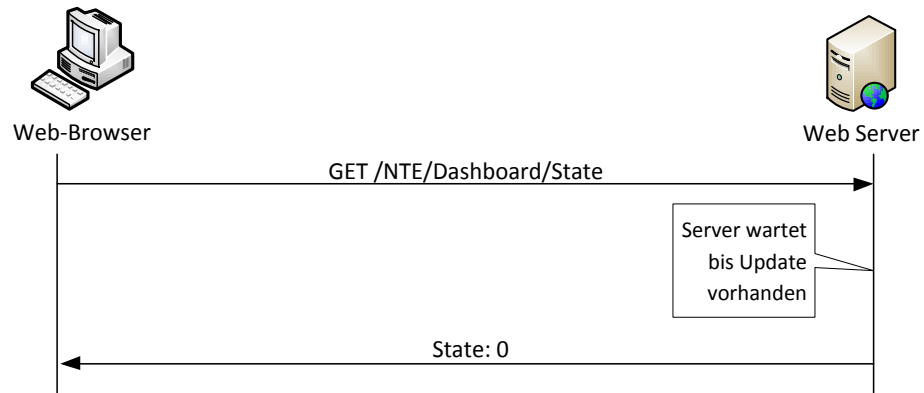 Web-Browser
Web Server
GET /NTE/Dashboard/State
Server wartet
bis Update
vorhanden
State: 0